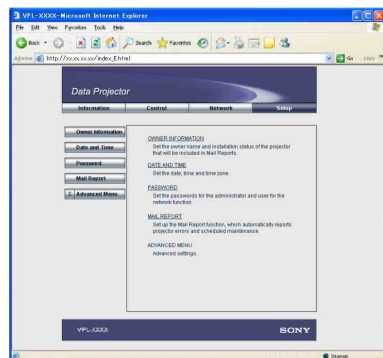 VPL-XXXX-Microsoft Internet Explorer
File Edit View Favorites Tools Help
Back Search Favorites
Address http://xx.xx.xx.xx/index_E.html Go Links
Data Projector
Information Control Network Setup
Owner Information
Date and Time
Password
Mail Report
Advanced Menu
OWNER INFORMATION
Set the owner name and installation status of the projector
that will be included in Mail Reports.
DATE AND TIME
Set the date, time and time zone.
PASSWORD
Set the passwords for the administrator and user for the
network function.
MAIL REPORT
Set up the Mail Report function, which automatically reports
projector errors and scheduled maintenance.
ADVANCED MENU
Advanced settings.
VPL-XXXX SONY
Internet